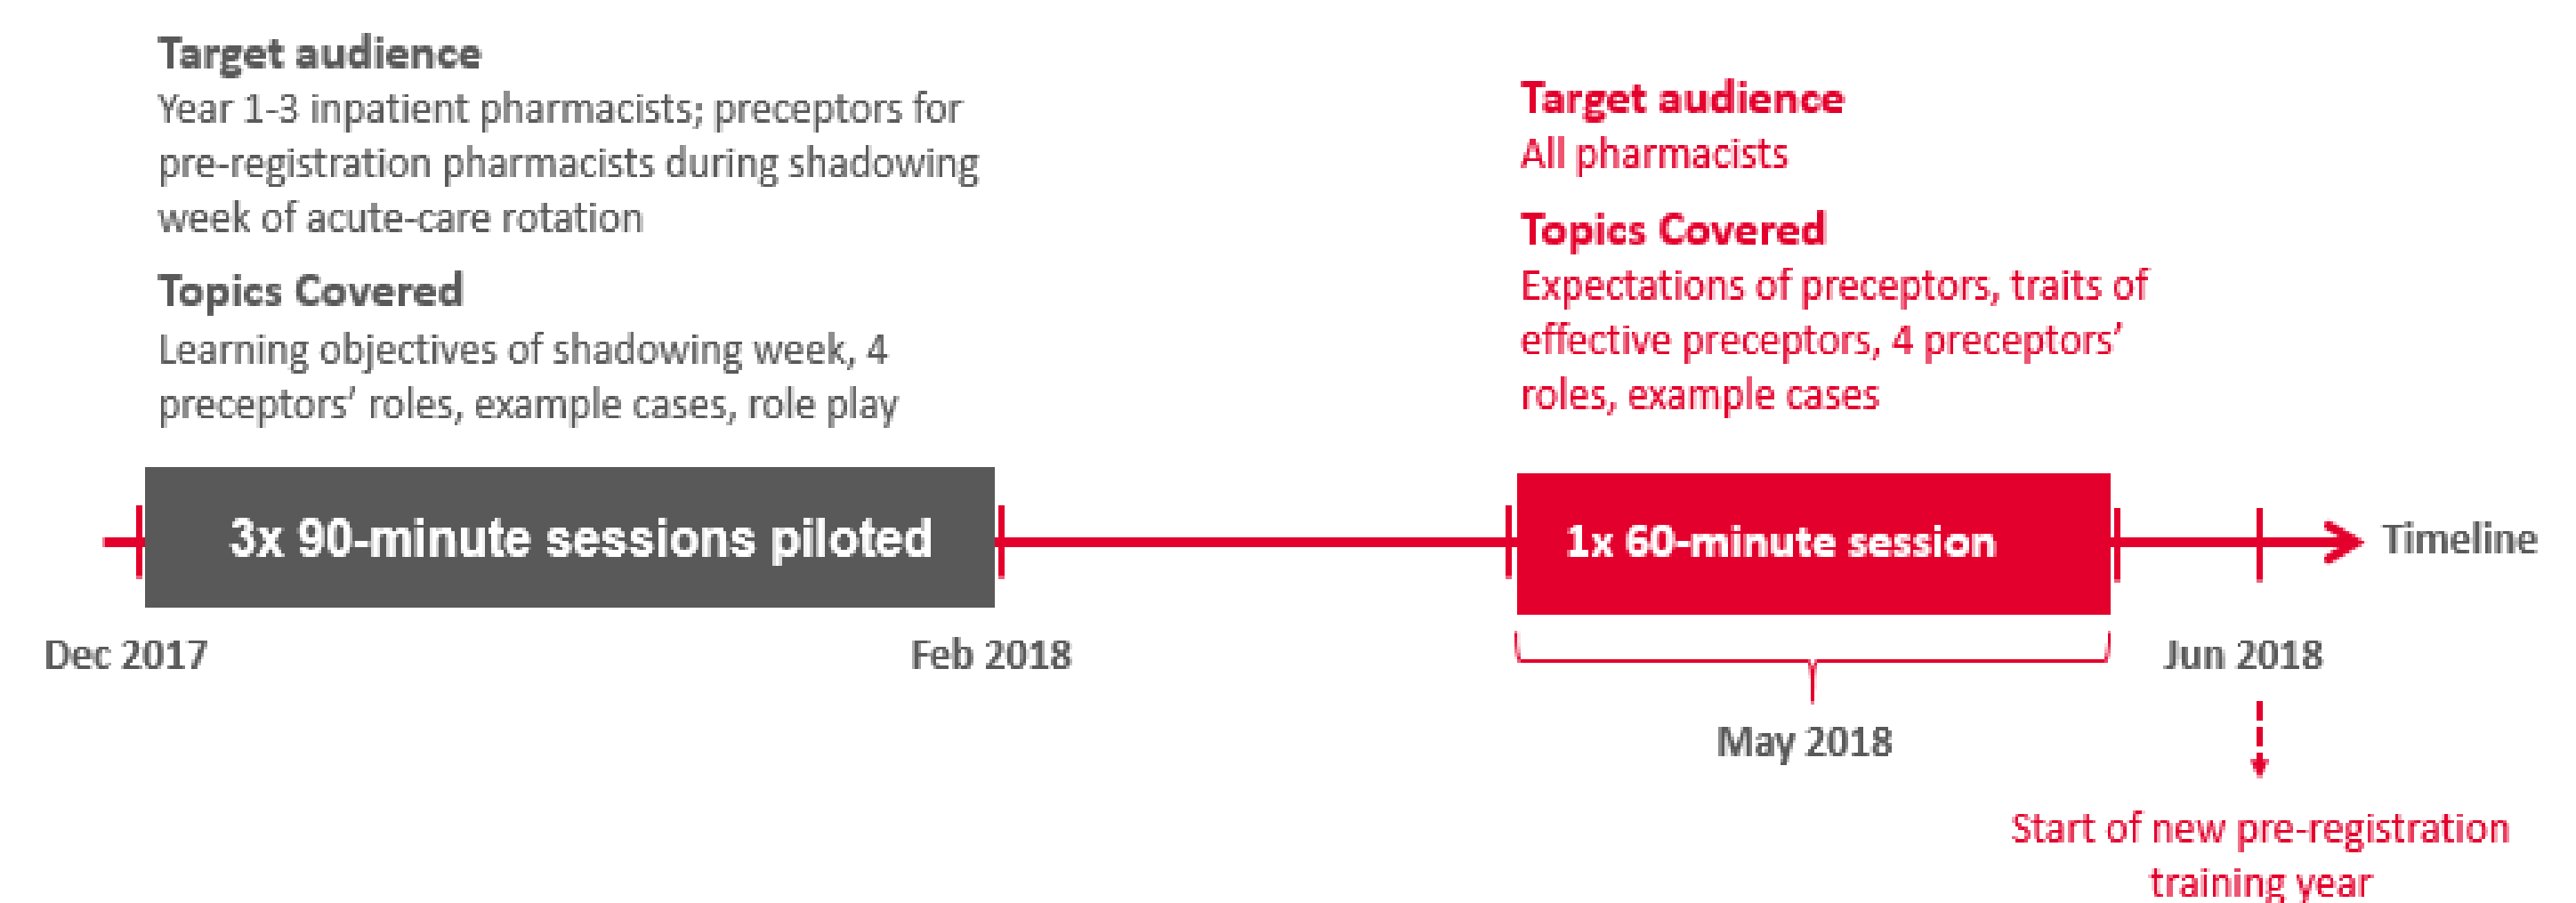 Target audience
Year 1-3 inpatient pharmacists; preceptors for
pre-registration pharmacists during shadowing
week of acute-care rotation
Topics Covered
Learning objectives of shadowing week, 4
preceptors' roles, example cases, role play
Target audience
All pharmacists
Topics Covered
Expectations of preceptors, traits of
effective preceptors, 4 preceptors'
roles, example cases
3x 90-minute sessions piloted
1x 60-minute session
Timeline
Dec 2017
Feb 2018
May 2018
Jun 2018
Start of new pre-registration
training year